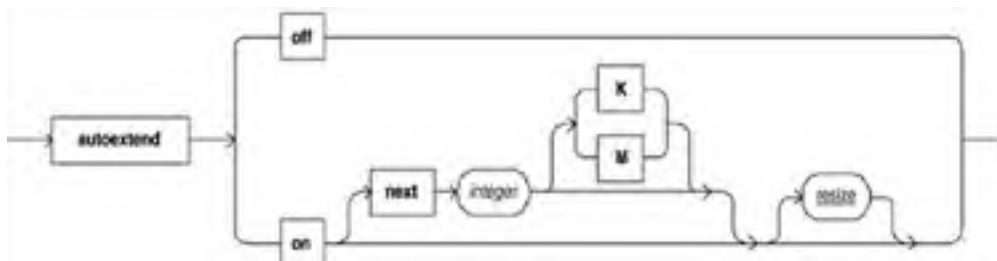 off
K
autoextend
M
next integer resize
on